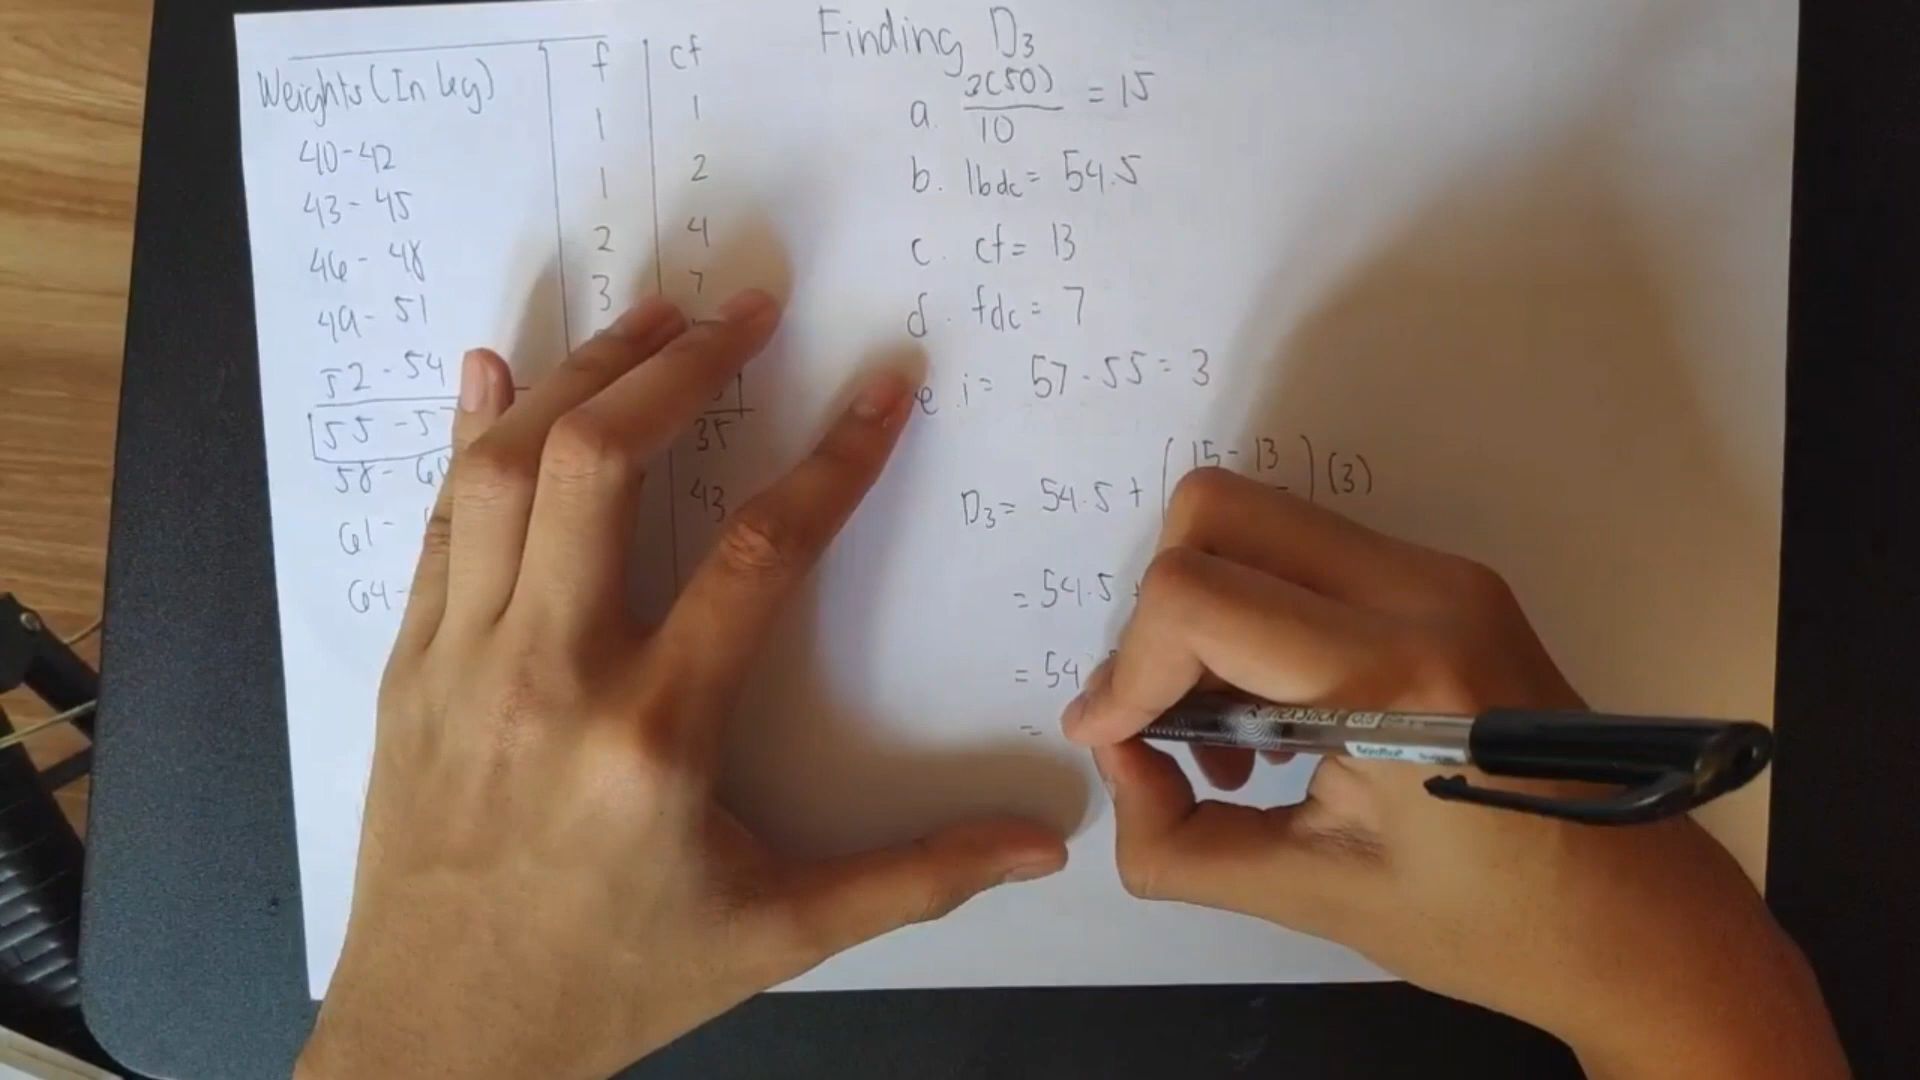 Weights (In kg) f cf
40-42 1 1
43-45 1 2
46-48 2 4
49-51 3 7
52-54
55-57
58-60 35
61- 43
64-
Finding D3
a. 3(50)/10 = 15
b. lbdc= 54.5
c. cf= 13
d. fdc= 7
e. i= 57-55= 3
D3= 54.5 + (15-13 ) (3)
= 54.5 +
= 54
=